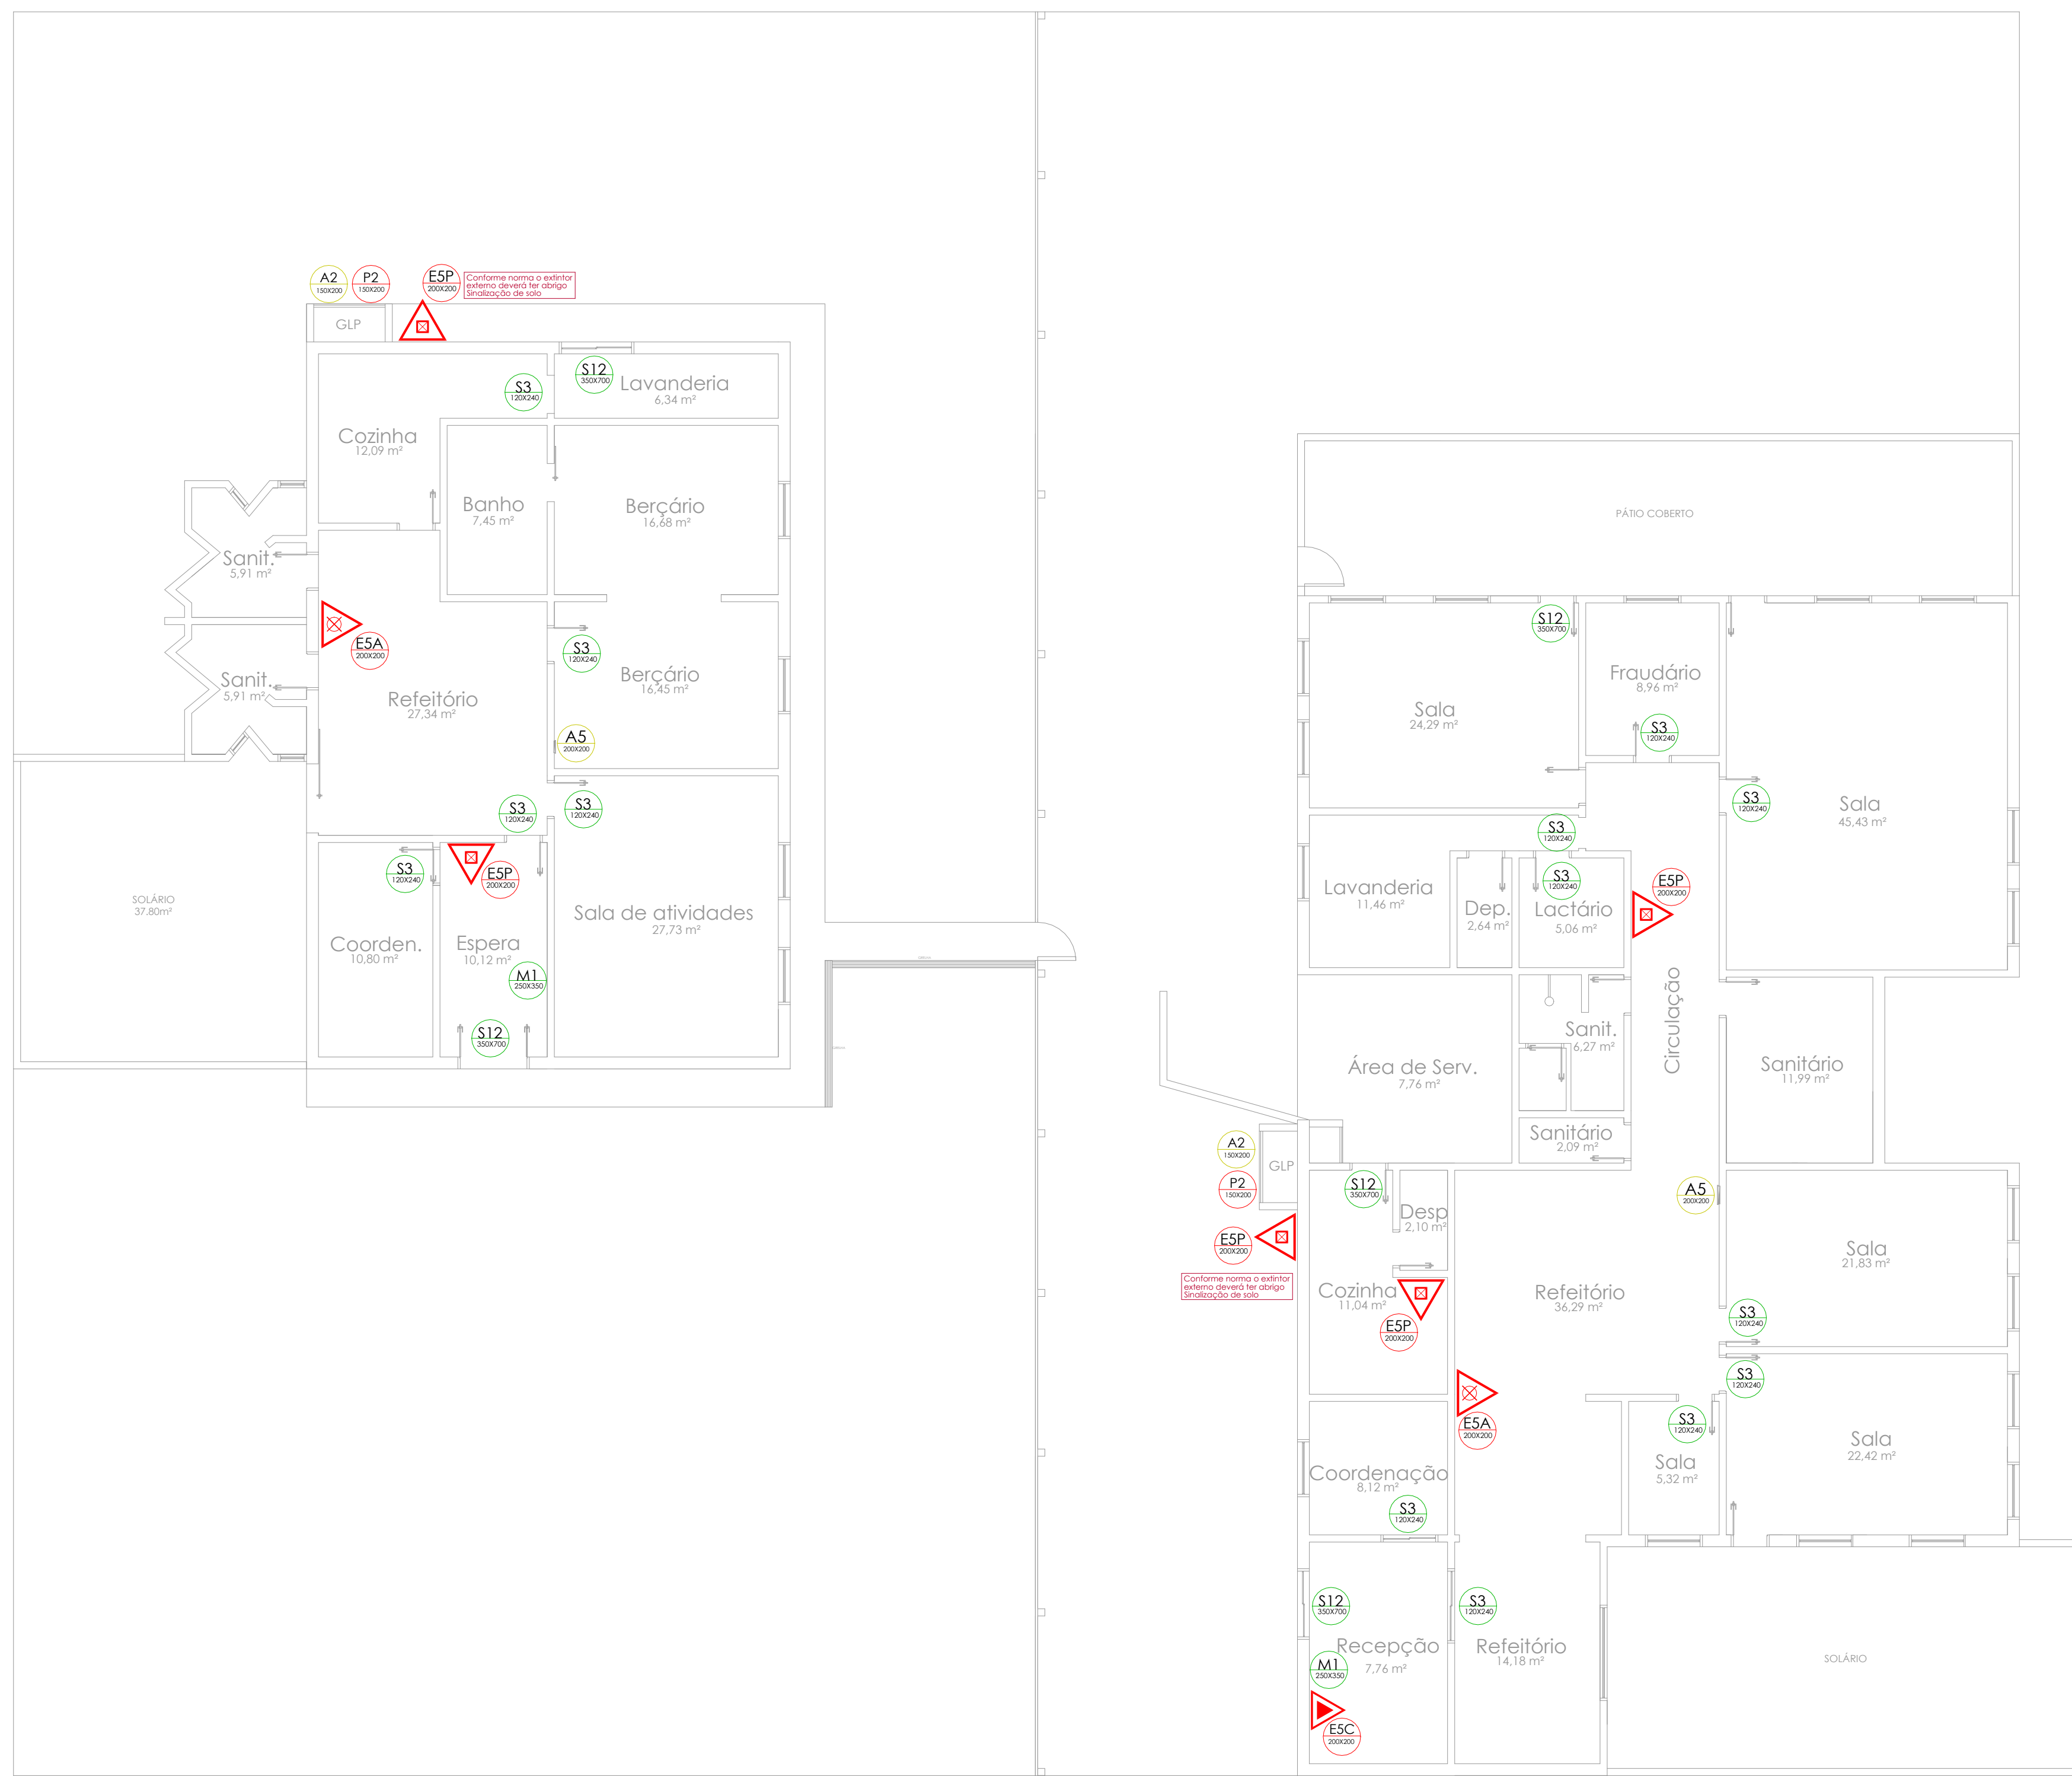 A2
150X200
P2
150X200
E5P
200X200
Conforme norma o extintor
externo deverá ter abrigo
Sinalização de solo
GLP
S12
350X700
S3
120X240
Lavanderia
6,34 m²
Cozinha
12,09 m²
Banho
7,45 m²
Berçário
16,68 m²
Sanit.
5,91 m²
E5A
200X200
S3
120X240
Berçário
16,45 m²
Sanit.
5,91 m²
Refeitório
27,34 m²
A5
200X200
S3
120X240
S3
120X240
S3
120X240
E5P
200X200
SOLÁRIO
37,80m²
Coorden.
10,80 m²
Espera
10,12 m²
Sala de atividades
27,73 m²
M1
250X350
S12
350X700
PÁTIO COBERTO
S12
350X700
Fraudário
8,96 m²
Sala
24,29 m²
S3
120X240
S3
120X240
Sala
45,43 m²
S3
120X240
S3
120X240
E5P
200X200
Lavanderia
11,46 m²
Dep.
2,64 m²
Lactário
5,06 m²
Circulação
Sanit.
6,27 m²
Área de Serv.
7,76 m²
Sanitário
11,99 m²
Sanitário
2,09 m²
A2
150X200
GLP
P2
150X200
S12
350X700
A5
200X200
Desp
2,10 m²
E5P
200X200
Conforme norma o extintor
externo deverá ter abrigo
Sinalização de solo
Cozinha
11,04 m²
E5P
200X200
Refeitório
36,29 m²
Sala
21,83 m²
S3
120X240
S3
120X240
E5A
200X200
S3
120X240
Sala
22,42 m²
Sala
5,32 m²
Coordenação
8,12 m²
S3
120X240
S12
350X700
S3
120X240
Recepção
7,76 m²
Refeitório
14,18 m²
SOLÁRIO
M1
250X350
E5C
200X200